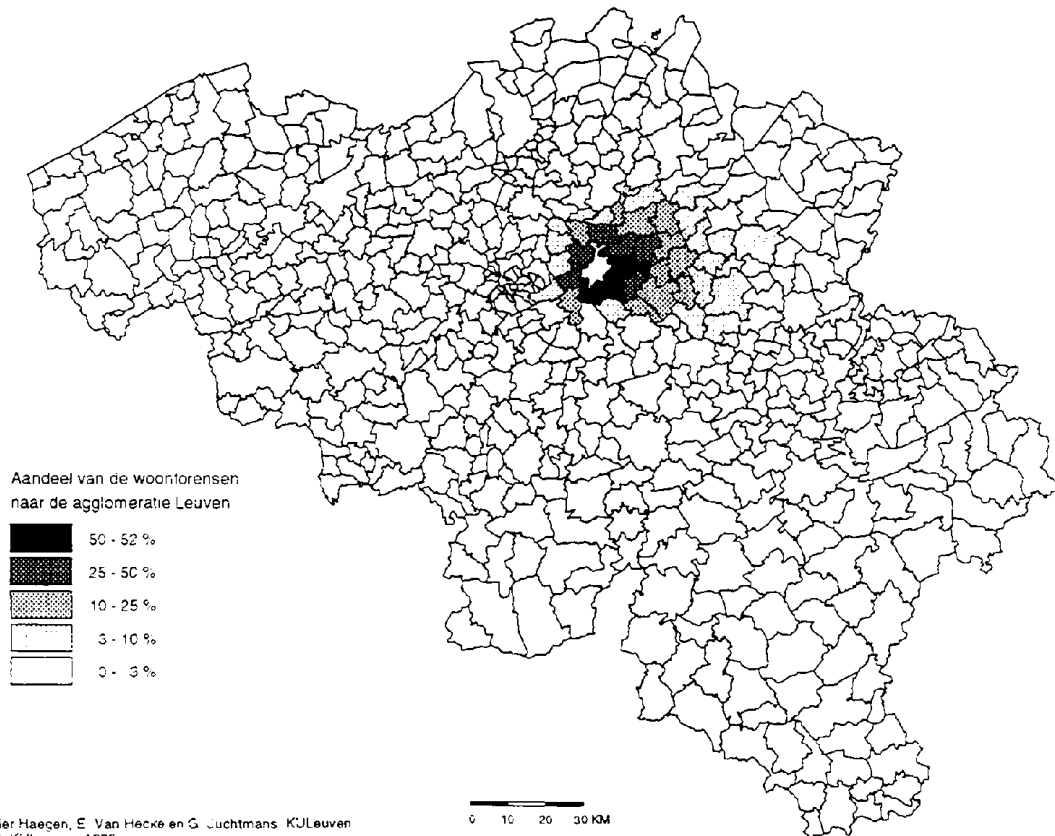 Aandeel van de woonforensen
naar de agglomeratie Leuven
50 - 52 %
25 - 50 %
10 - 25 %
3 - 10 %
0 - 3 %
0 10 20 30 KM
Haegen, E. Van Hecke en G. Juchtmans KULeuven